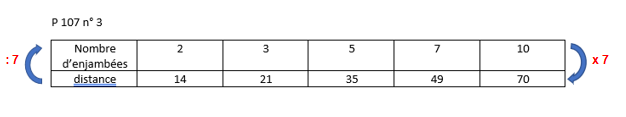 P 107 n° 3
Nombre d'enjambées 2 3 5 7 10
distance 14 21 35 49 70
: 7
x 7